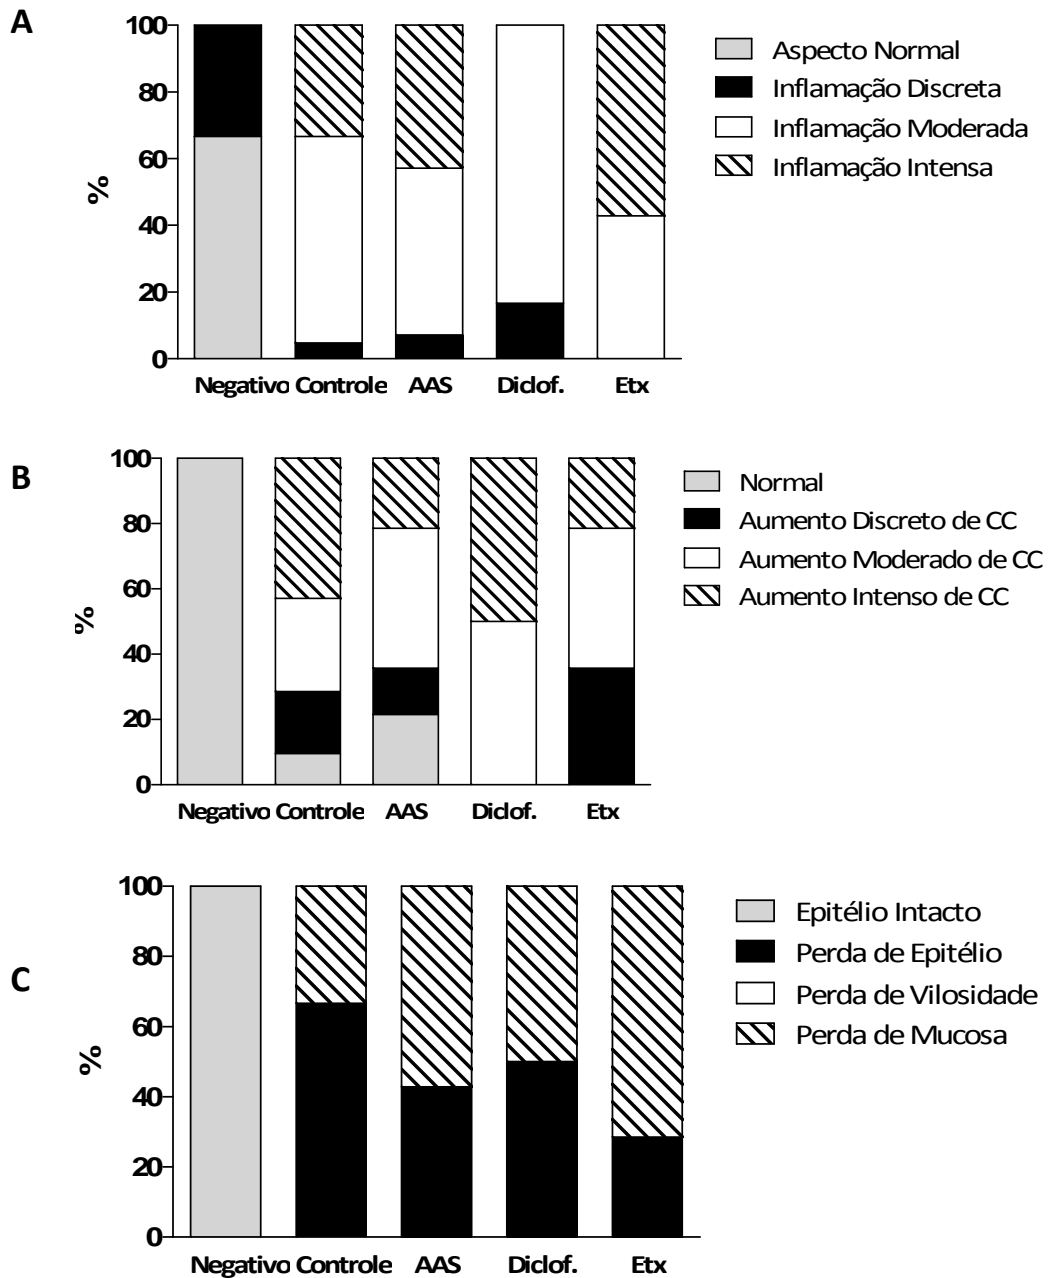 A
100
80
60
40
20
0
%
Negativo Controle AAS Diclof. Etx
Aspecto Normal
Inflamação Discreta
Inflamação Moderada
Inflamação Intensa
B
100
80
60
40
20
0
%
Negativo Controle AAS Diclof. Etx
Normal
Aumento Discreto de CC
Aumento Moderado de CC
Aumento Intenso de CC
C
100
80
60
40
20
0
%
Negativo Controle AAS Diclof. Etx
Epitélio Intacto
Perda de Epitélio
Perda de Vilosidade
Perda de Mucosa